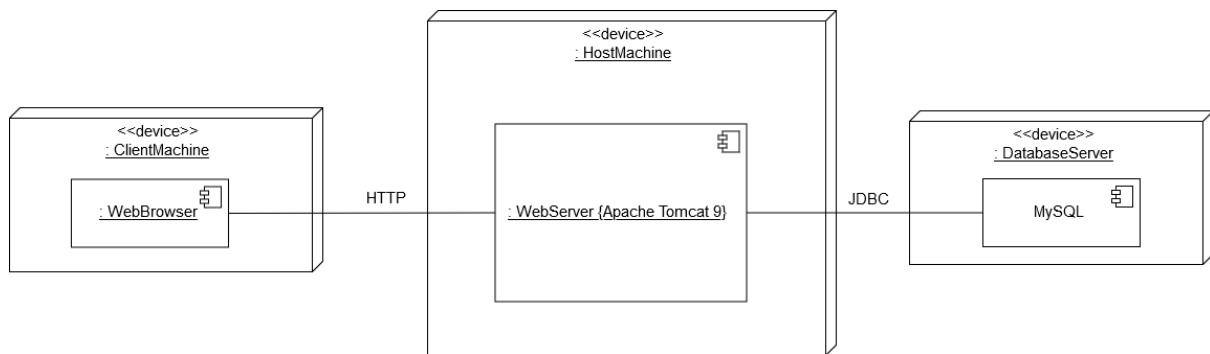 <<device>>
: ClientMachine
: WebBrowser
HTTP
<<device>>
: HostMachine
: WebServer {Apache Tomcat 9}
JDBC
<<device>>
: DatabaseServer
MySQL